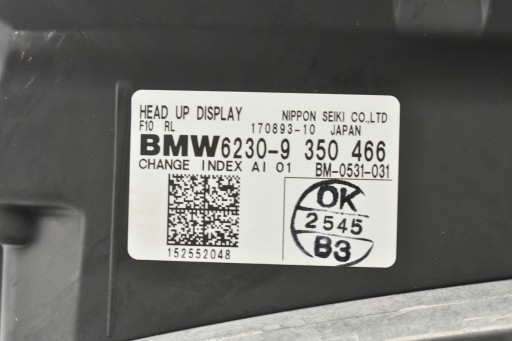 HEAD UP DISPLAY NIPPON SEIKI CO.,LTD
F10 RL 170893-10 JAPAN
BMW6230-9 350 466
CHANGE INDEX AI 01 BM-0531-031
OK
2545
B3
152552048